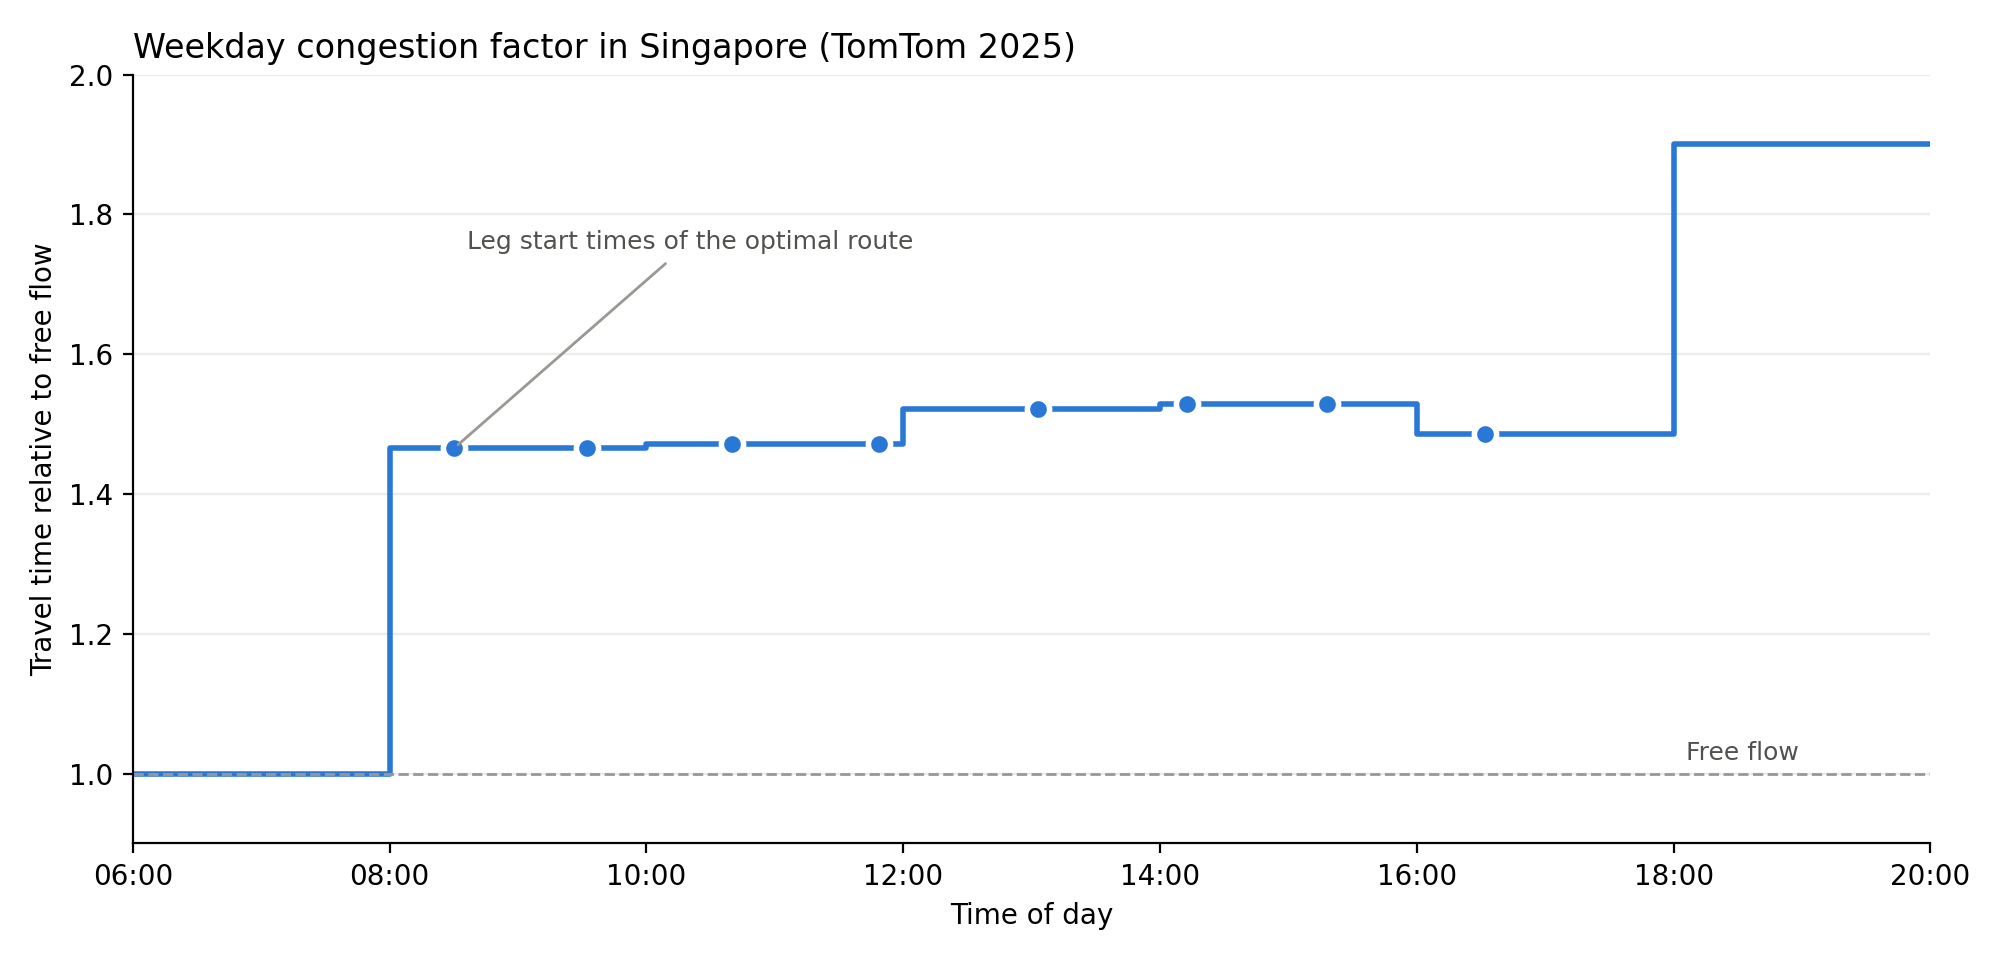 Weekday congestion factor in Singapore (TomTom 2025)
2.0
1.8
1.6
1.4
1.2
1.0
Travel time relative to free flow
Leg start times of the optimal route
Free flow
06:00 08:00 10:00 12:00 14:00 16:00 18:00 20:00
Time of day